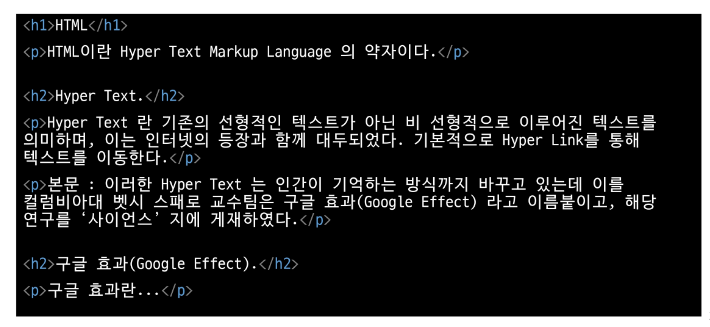 <h1>HTML</h1>
<p>HTML이란 Hyper Text Markup Language 의 약자이다.</p>
<h2>Hyper Text.</h2>
<p>Hyper Text 란 기존의 선형적인 텍스트가 아닌 비 선형적으로 이루어진 텍스트를
의미하며, 이는 인터넷의 등장과 함께 대두되었다. 기본적으로 Hyper Link를 통해
텍스트를 이동한다.</p>
<p>본문 : 이러한 Hyper Text 는 인간이 기억하는 방식까지 바꾸고 있는데 이를
컬럼비아대 벳시 스패로 교수팀은 구글 효과(Google Effect) 라고 이름붙이고, 해당
연구를 ‘사이언스’ 지에 게재하였다.</p>
<h2>구글 효과(Google Effect).</h2>
<p>구글 효과란...</p>